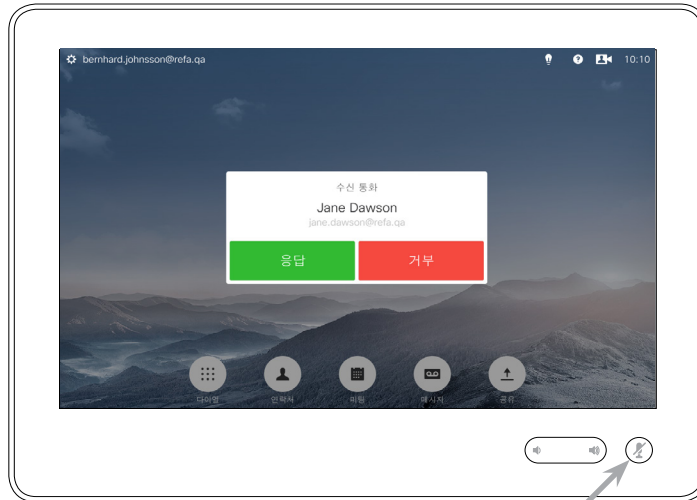 bernhard.johnsson@refa.qa
10:10
수신 통화
Jane Dawson
jane.dawson@refa.qa
응답 거부
다이얼 연락처 미팅 메시지 공유